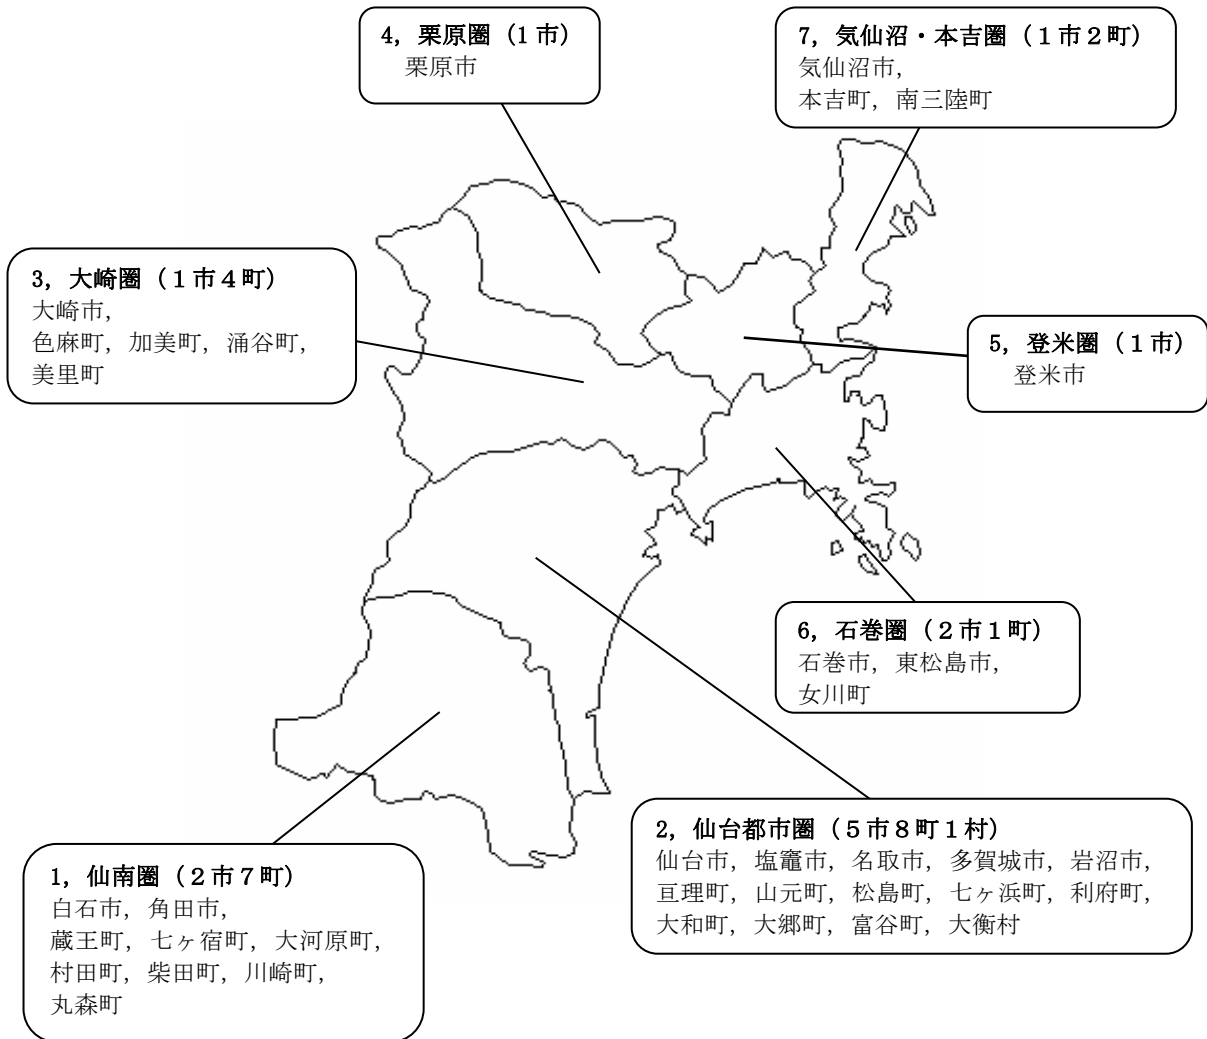 4, 栗原圏（1市）
栗原市
7, 気仙沼・本吉圏（１市２町）
気仙沼市,
本吉町, 南三陸町
3, 大崎圏（１市４町）
大崎市,
色麻町, 加美町, 涌谷町,
美里町
5, 登米圏（１市）
登米市
6, 石巻圏（２市１町）
石巻市, 東松島市,
女川町
2, 仙台都市圏（５市８町１村）
仙台市, 塩竈市, 名取市, 多賀城市, 岩沼市,
亘理町, 山元町, 松島町, 七ヶ浜町, 利府町,
大和町, 大郷町, 富谷町, 大衡村
1, 仙南圏（２市７町）
白石市, 角田市,
蔵王町, 七ヶ宿町, 大河原町,
村田町, 柴田町, 川崎町,
丸森町